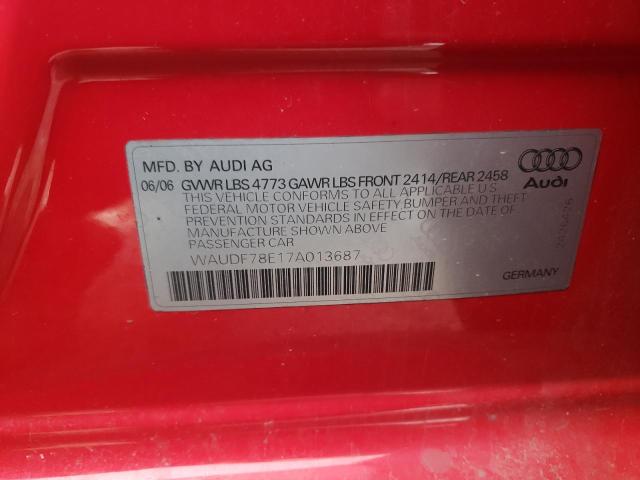 MFD. BY AUDI AG
06/06 GVWR LBS 4773 GAWR LBS FRONT 2414/REAR 2458
THIS VEHICLE CONFORMS TO ALL APPLICABLE U S
FEDERAL MOTOR VEHICLE SAFETY BUMPER AND THEFT
PREVENTION STANDARDS IN EFFECT ON THE DATE OF
MANUFACTURE SHOWN ABOVE
PASSENGER CAR
WAUDF78E17A013687
Audi
GERMANY